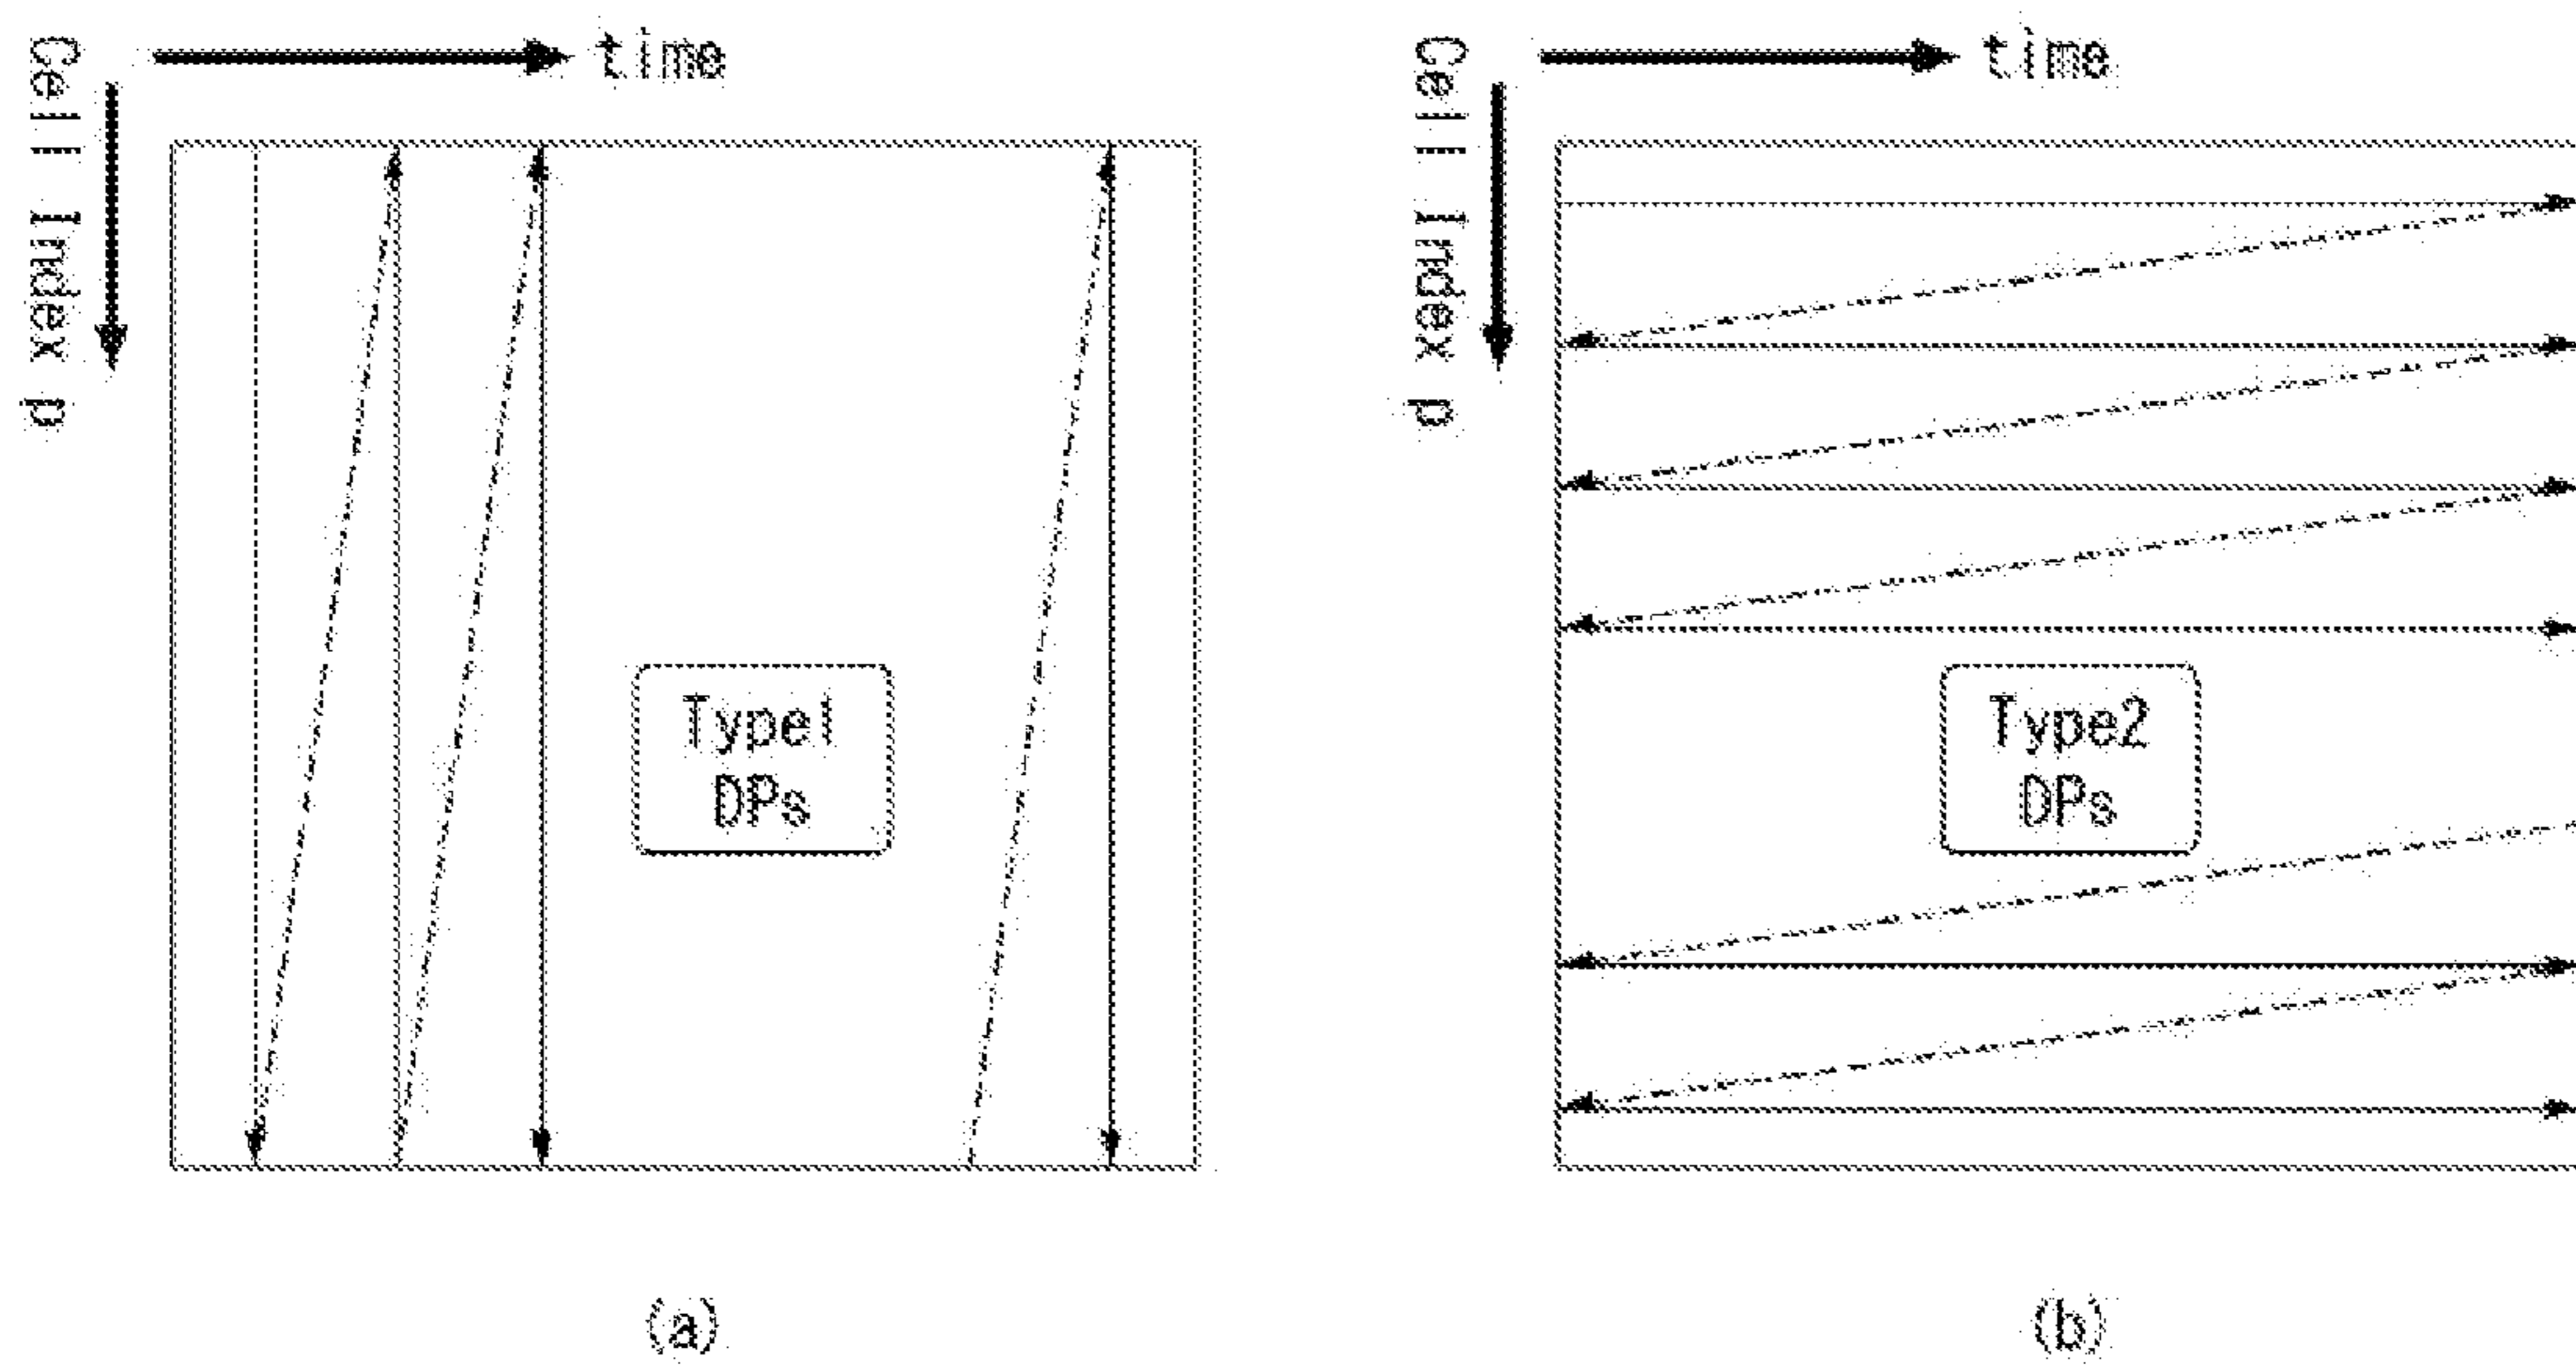 time
Cell Index p
Type1
DPs
(a)
time
Cell Index p
Type2
DPs
(b)